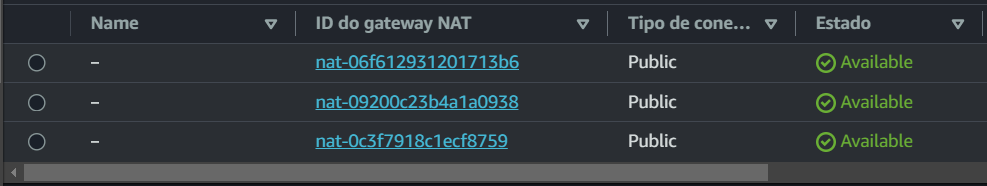 Name ID do gateway NAT Tipo de cone... Estado
– nat-06f612931201713b6 Public Available
– nat-09200c23b4a1a0938 Public Available
– nat-0c3f7918c1ecf8759 Public Available